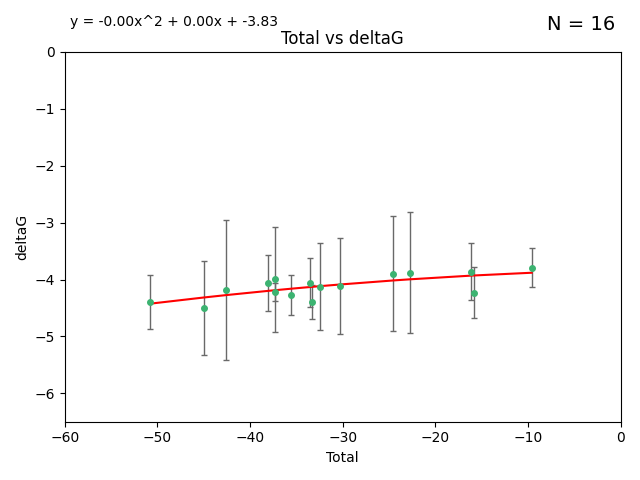 y = -0.00x^2 + 0.00x + -3.83
N = 16
Total vs deltaG
0
−1
−2
−3
−4
−5
−6
deltaG
−60
−50
−40
−30
−20
−10
0
Total